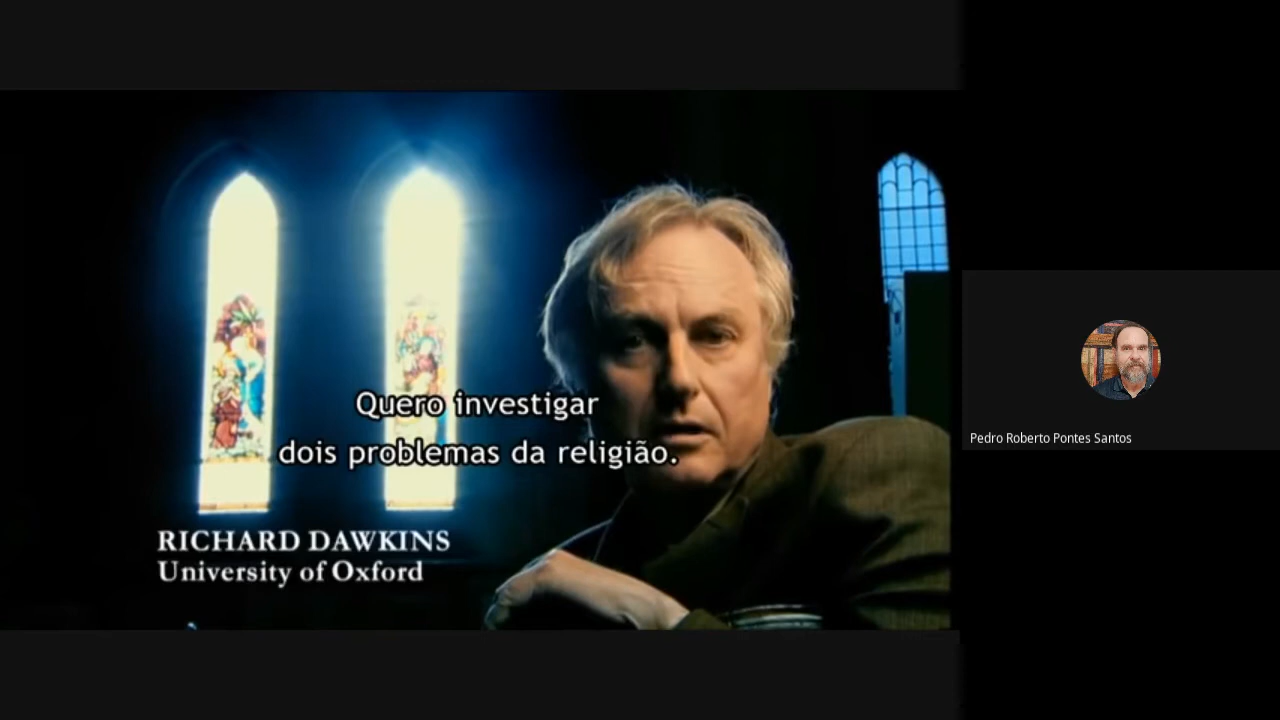 Quero investigar
dois problemas da religião.
RICHARD DAWKINS
University of Oxford
Pedro Roberto Pontes Santos